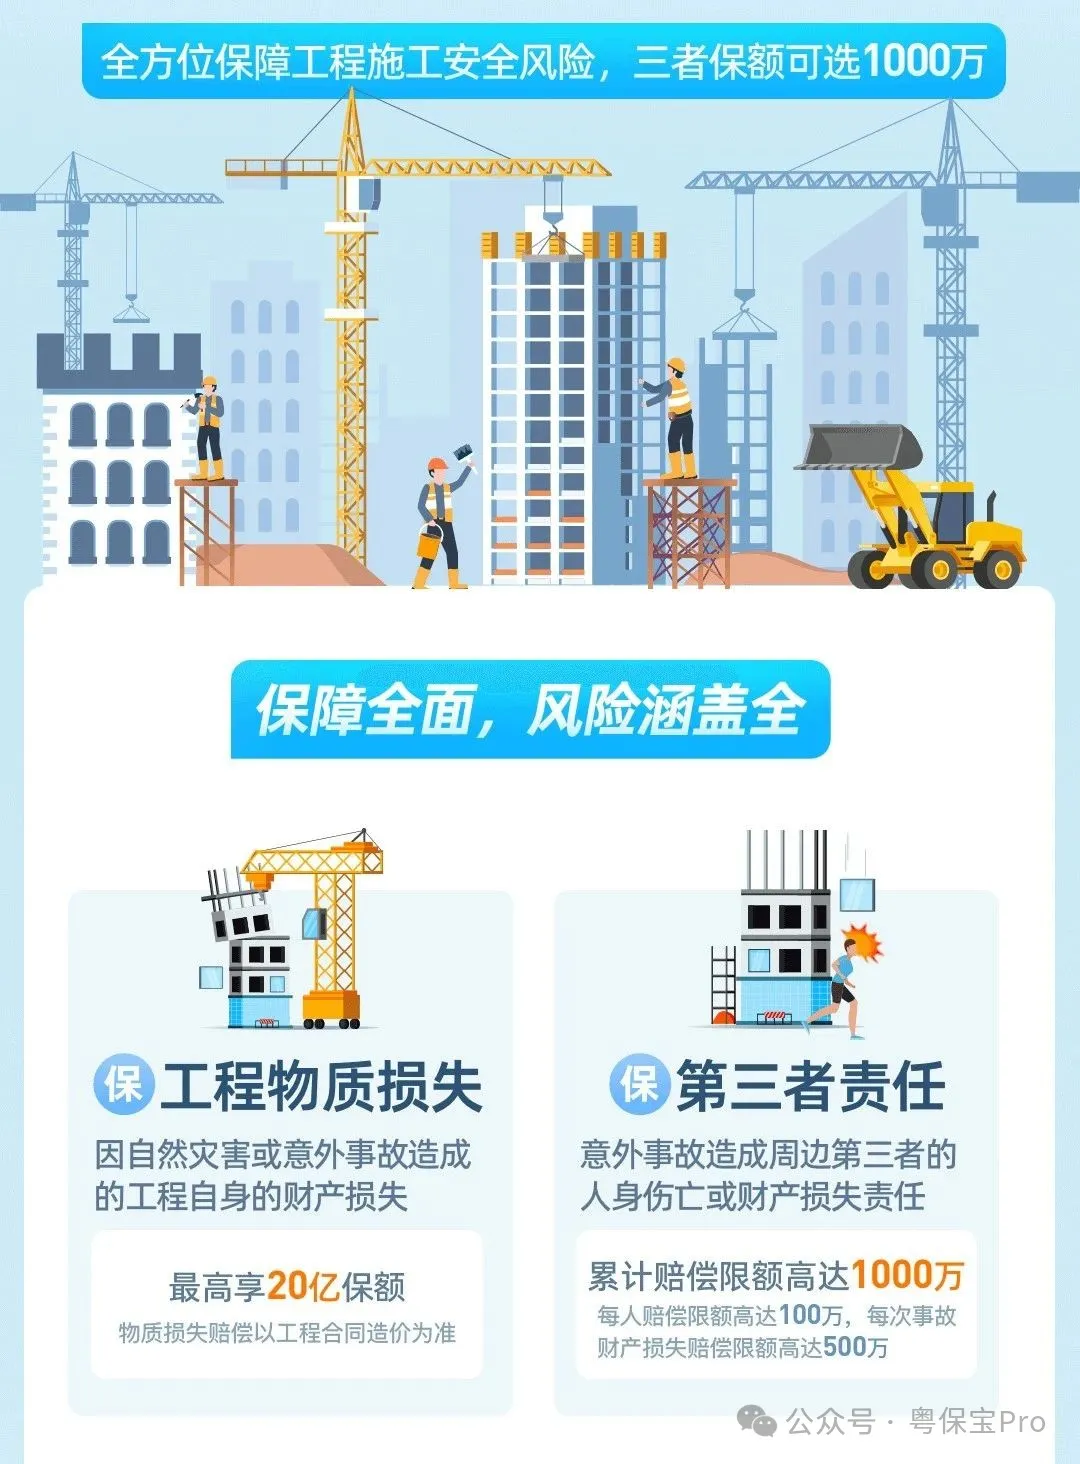 全方位保障工程施工安全风险，三者保额可选1000万
保障全面，风险涵盖全
保 工程物质损失
因自然灾害或意外事故造成
的工程自身的财产损失
最高享20亿保额
物质损失赔偿以工程合同造价为准
保 第三者责任
意外事故造成周边第三者的
人身伤亡或财产损失责任
累计赔偿限额高达1000万
每人赔偿限额高达100万，每次事故
财产损失赔偿限额高达500万
公众号 · 粤保宝Pro